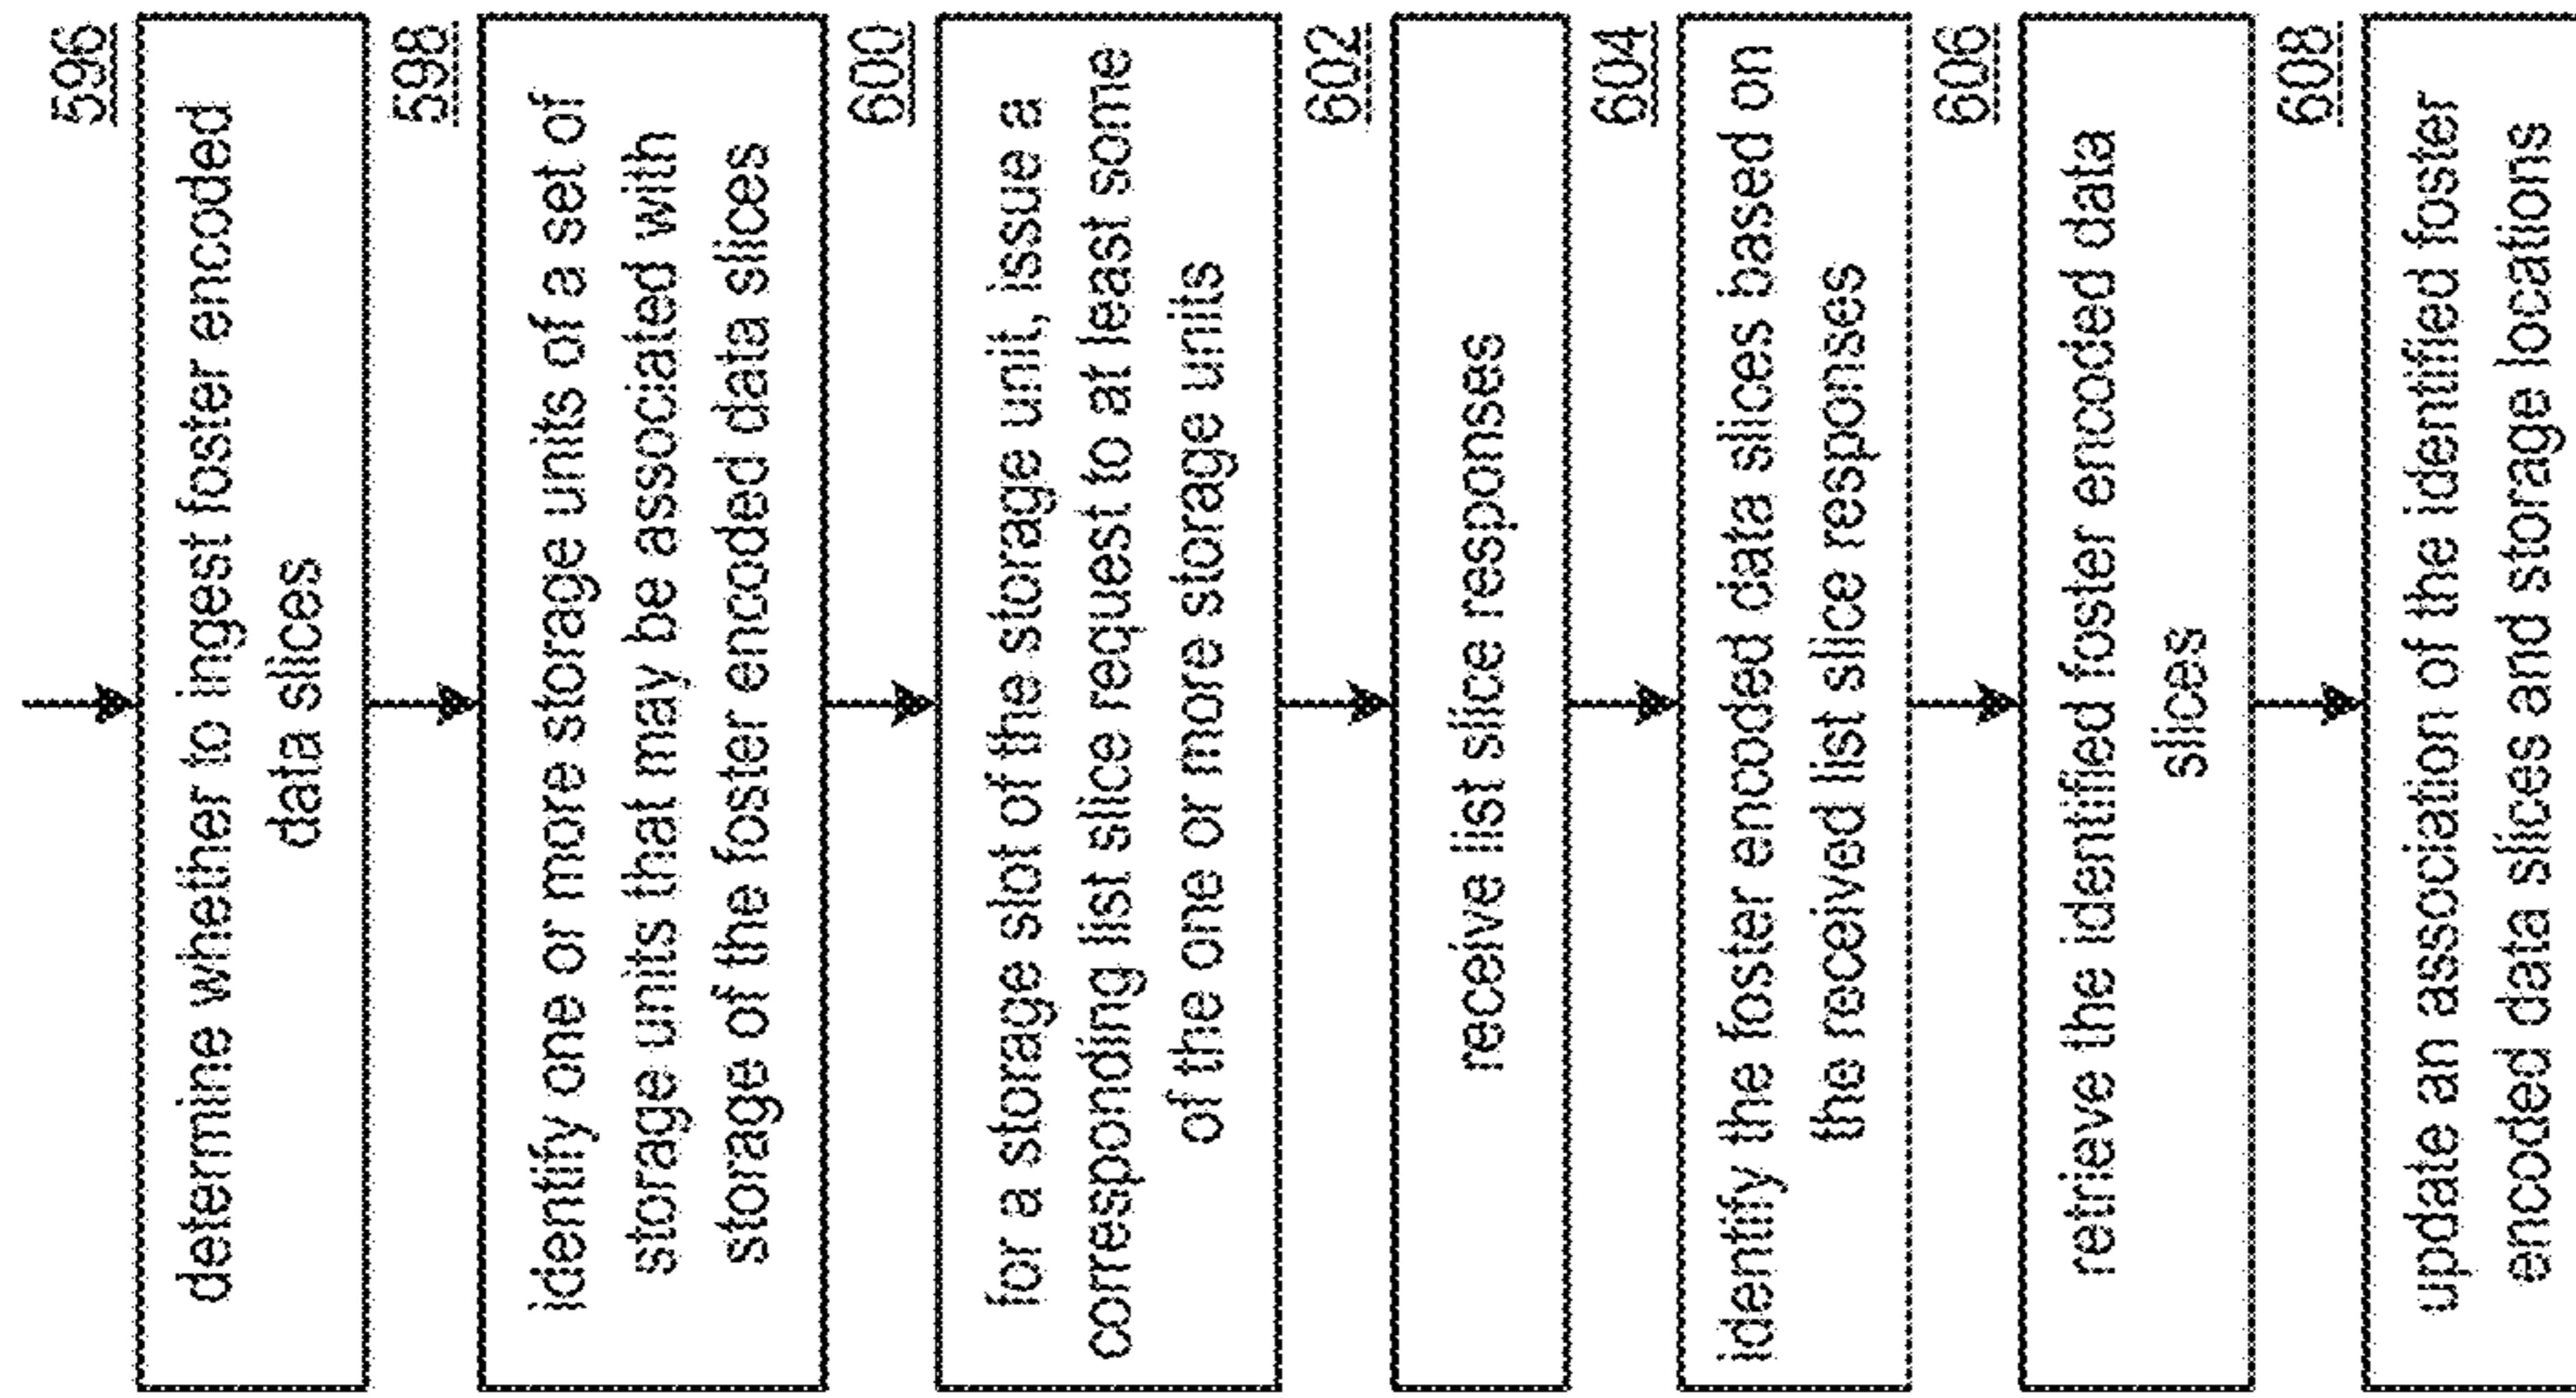 596
determine whether to ingest foster encoded
data slices
598
identify one or more storage units of a set of
storage units that may be associated with
storage of the foster encoded data slices
600
for a storage slot of the storage unit, issue a
corresponding list slice request to at least some
of the one or more storage units
602
receive list slice responses
604
identify the foster encoded data slices based on
the received list slice responses
606
retrieve the identified foster encoded data
slices
608
update an association of the identified foster
encoded data slices and storage locations